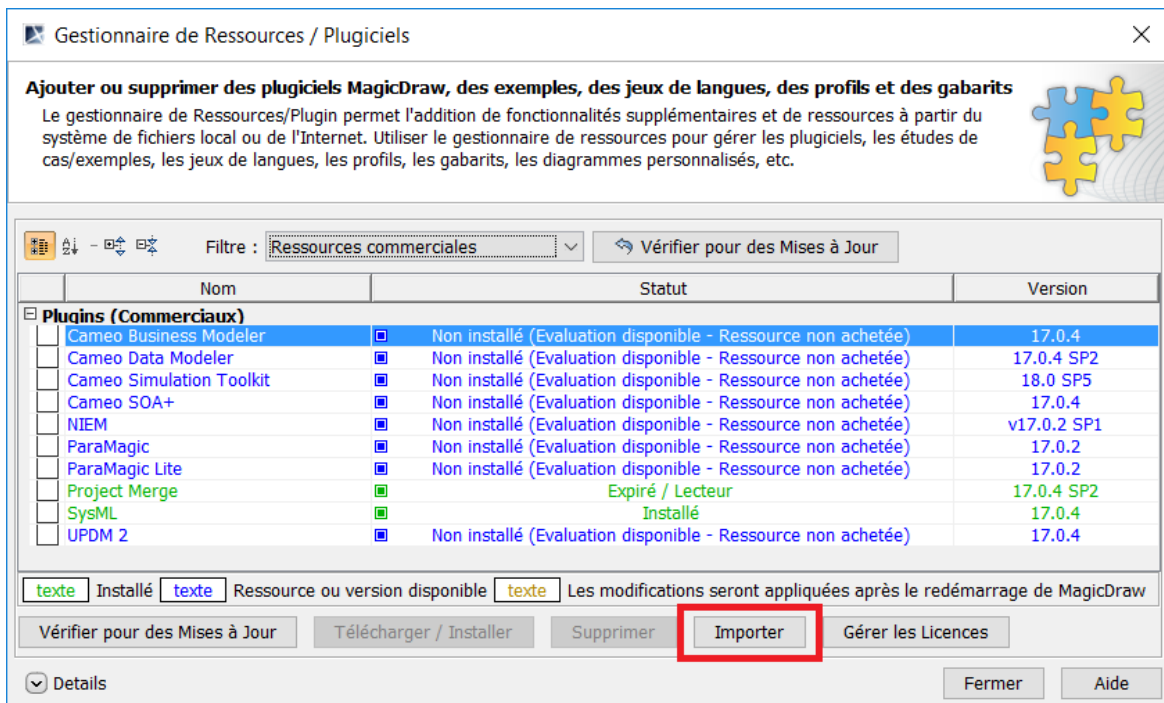 Gestionnaire de Ressources / Plugiciels
Ajouter ou supprimer des plugiciels MagicDraw, des exemples, des jeux de langues, des profils et des gabarits
Le gestionnaire de Ressources/Plugin permet l'addition de fonctionnalités supplémentaires et de ressources à partir du
système de fichiers local ou de l'Internet. Utiliser le gestionnaire de ressources pour gérer les plugiciels, les études de
cas/exemples, les jeux de langues, les profils, les gabarits, les diagrammes personnalisés, etc.
Filtre : Ressources commerciales Vérifier pour des Mises à Jour
Nom Statut Version
Plugins (Commerciaux)
Cameo Business Modeler Non installé (Evaluation disponible - Ressource non achetée) 17.0.4
Cameo Data Modeler Non installé (Evaluation disponible - Ressource non achetée) 17.0.4 SP2
Cameo Simulation Toolkit Non installé (Evaluation disponible - Ressource non achetée) 18.0 SP5
Cameo SOA+ Non installé (Evaluation disponible - Ressource non achetée) 17.0.4
NIEM Non installé (Evaluation disponible - Ressource non achetée) v17.0.2 SP1
ParaMagic Non installé (Evaluation disponible - Ressource non achetée) 17.0.2
ParaMagic Lite Non installé (Evaluation disponible - Ressource non achetée) 17.0.2
Project Merge Expiré / Lecteur 17.0.4 SP2
SysML Installé 17.0.4
UPDM 2 Non installé (Evaluation disponible - Ressource non achetée) 17.0.4
texte Installé texte Ressource ou version disponible texte Les modifications seront appliquées après le redémarrage de MagicDraw
Vérifier pour des Mises à Jour Télécharger / Installer Supprimer Importer Gérer les Licences
Details Fermer Aide